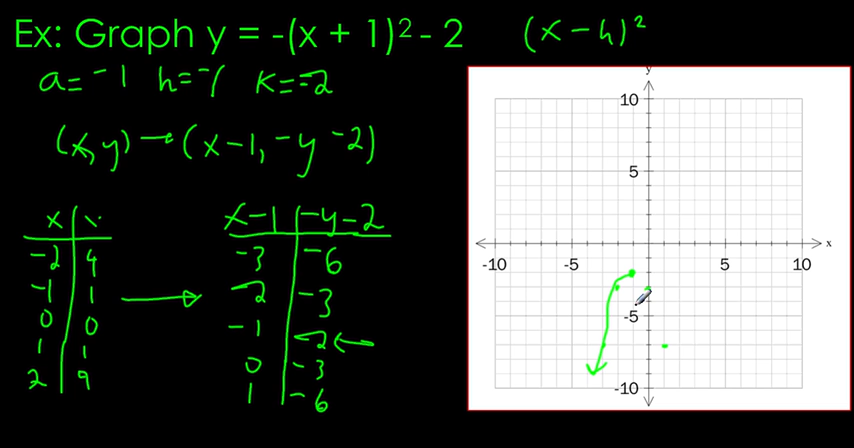 Ex: Graph y = -(x + 1)² - 2 (x - h)²
a = -1 h = -1 k = -2
(x, y) → (x - 1, -y - 2)
x | y x - 1 | -y - 2
-2 | 4 -3 | -6
-1 | 1 → -2 | -3
0 | 0 -1 | -2 ←
1 | 1 0 | -3
2 | 9 1 | -6
y
10
5
x
-10 -5 5 10
-5
-10